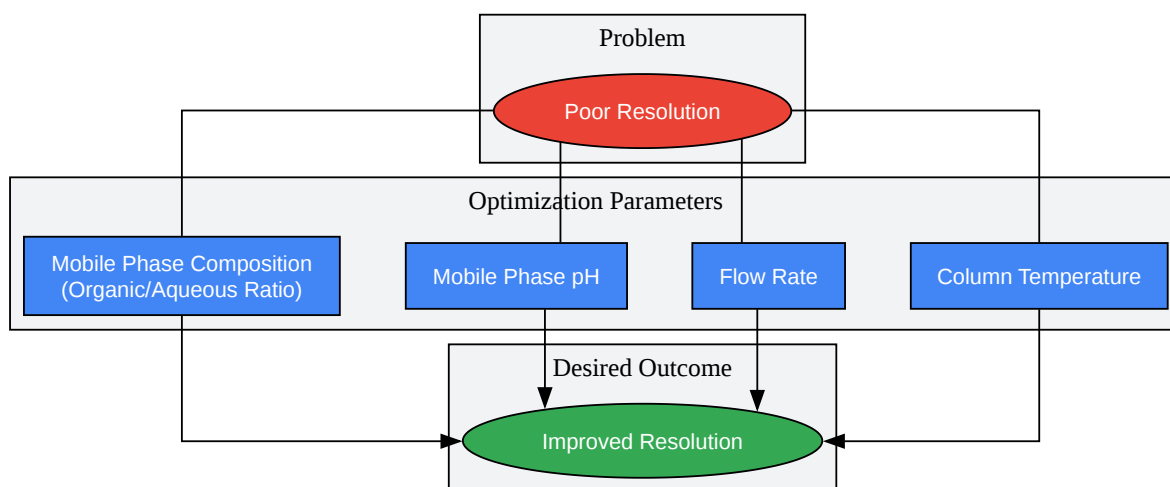 Problem
Poor Resolution
Optimization Parameters
Mobile Phase Composition
(Organic/Aqueous Ratio)
Mobile Phase pH
Flow Rate
Column Temperature
Desired Outcome
Improved Resolution